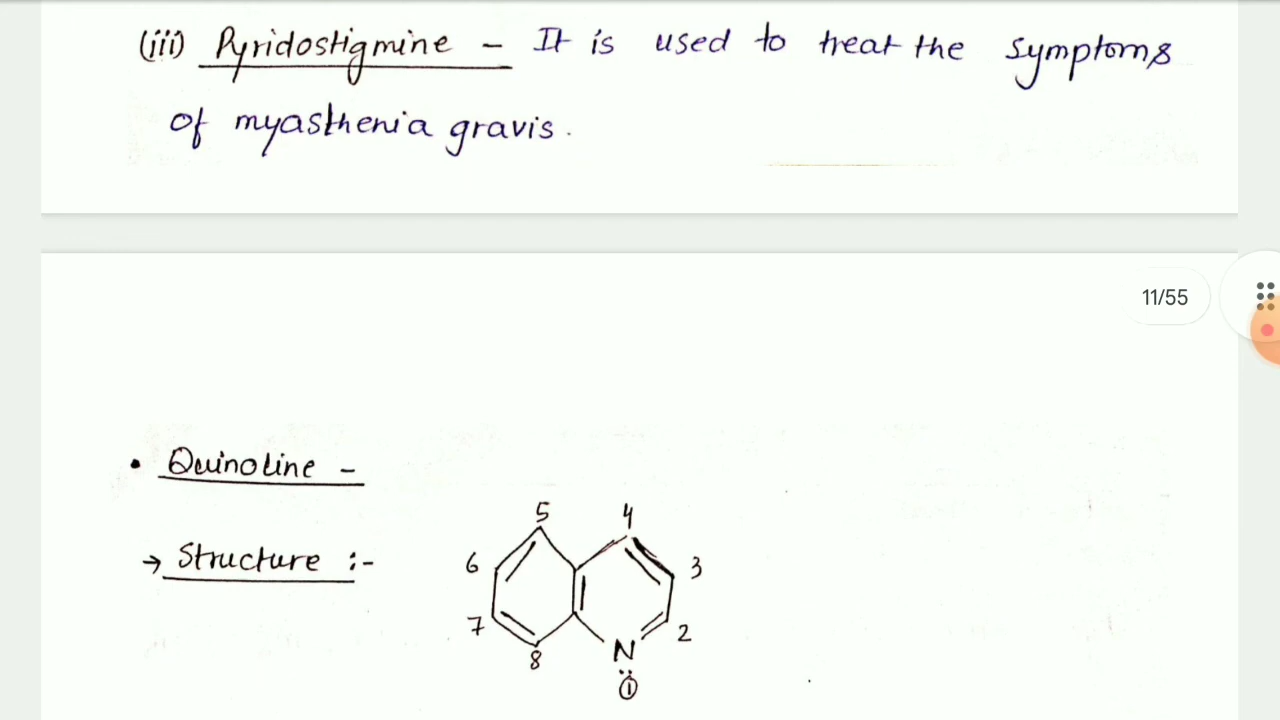 (iii) Pyridostigmine - It is used to treat the symptoms
of myasthenia gravis.
11/55
• Quinoline -
→ Structure :-
5 4
6 3
7 2
8 N
1